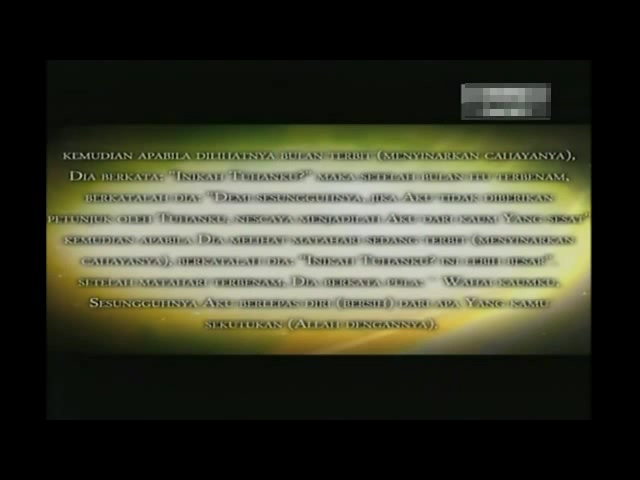 KEMUDIAN APABILA DILIHATNYA BULAN TERBIT (MENYINARKAN CAHAYANYA),
DIA BERKATA: "INIKAH TUHANKU?" MAKA SETELAH BULAN ITU TERBENAM,
BERKATALAH DIA: "DEMI SESUNGGUHNYA, JIKA AKU TIDAK DIBERIKAN
PETUNJUK OLEH TUHANKU, NESCAYA MENJADILAH AKU DARI KAUM YANG SESAT"
KEMUDIAN APABILA DIA MELIHAT MATAHARI SEDANG TERBIT (MENYINARKAN
CAHAYANYA), BERKATALAH DIA: "INIKAH TUHANKU? INI LEBIH BESAR"
SETELAH MATAHARI TERBENAM, DIA BERKATA PULA: ` WAHAI KAUMKU,
SESUNGGUHNYA AKU BERLEPAS DIRI (BERSIH) DARI APA YANG KAMU
SEKUTUKAN (ALLAH DENGANNYA).